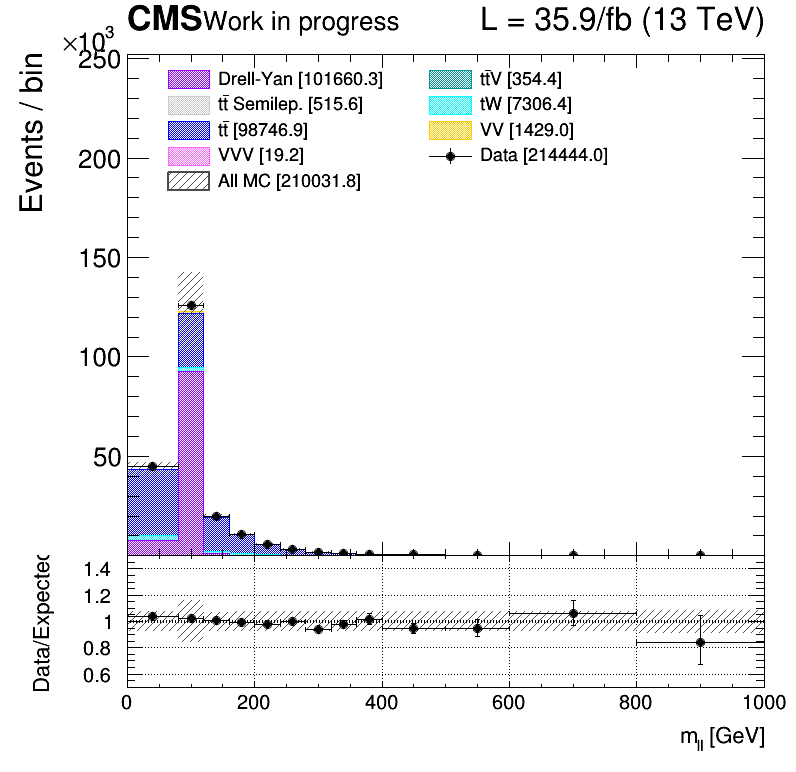 CMS Work in progress L = 35.9/fb (13 TeV)
×10³
Events / bin
250
200
150
100
50
Drell-Yan [101660.3]
tt̄ Semilep. [515.6]
tt̄ [98746.9]
VVV [19.2]
All MC [210031.8]
tt̄V [354.4]
tW [7306.4]
VV [1429.0]
Data [214444.0]
Data/Expected
1.4
1.2
1
0.8
0.6
0 200 400 600 800 1000
m_ll [GeV]